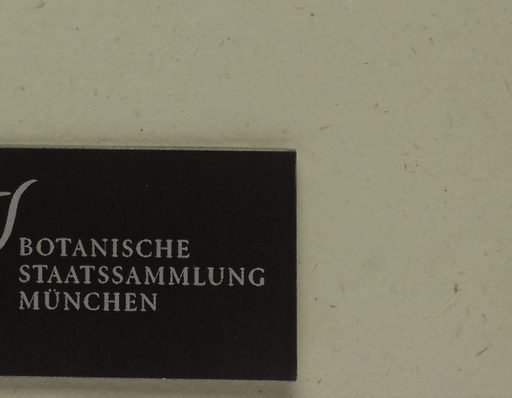 BOTANISCHE
STAATSSAMMLUNG
MÜNCHEN